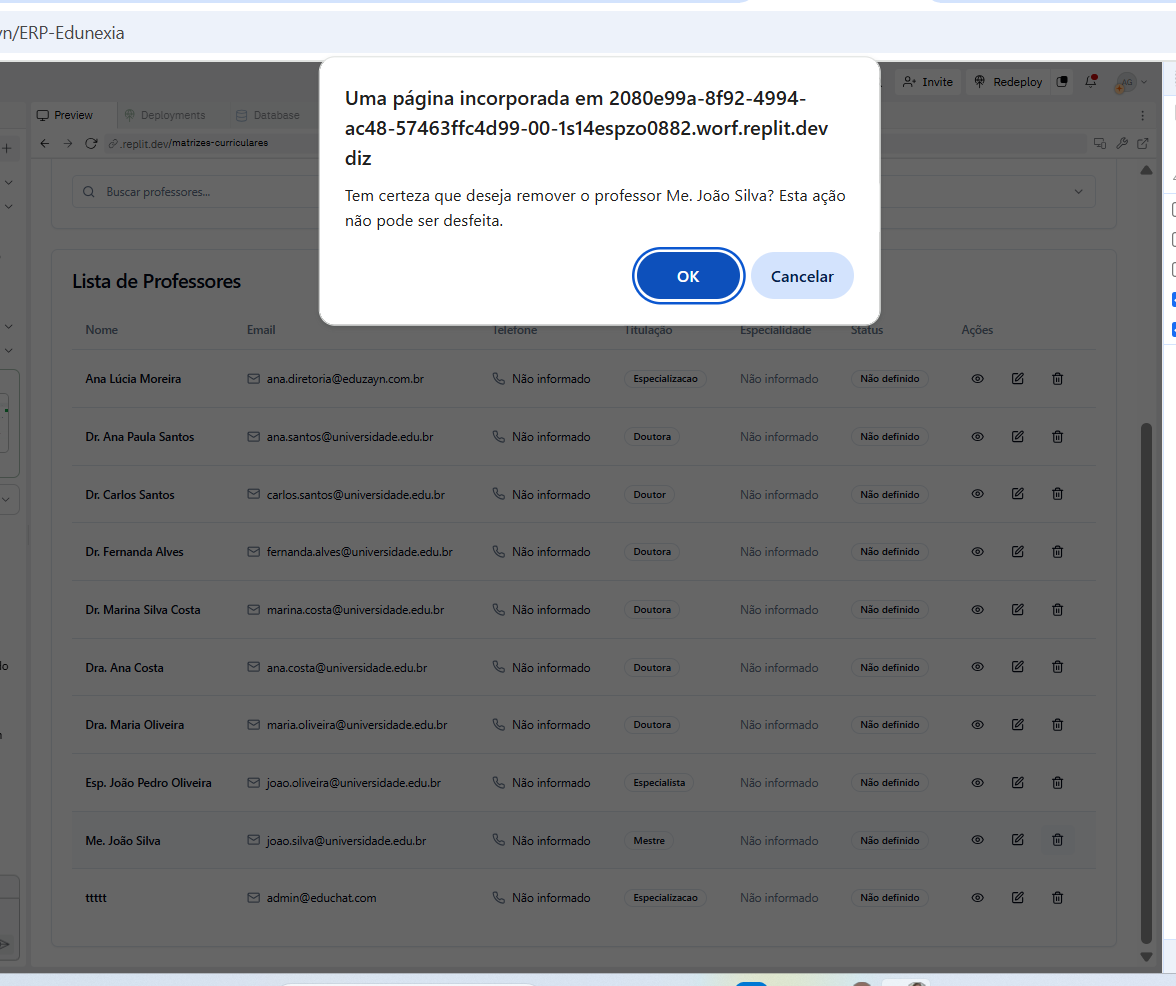 yn/ERP-Edunexia
Invite
Redeploy
AG
Preview
Deployments
Database
.replit.dev/matrizes-curriculares
Uma página incorporada em 2080e99a-8f92-4994-
ac48-57463ffc4d99-00-1s14espzo0882.worf.replit.dev
diz
Tem certeza que deseja remover o professor Me. João Silva? Esta ação
não pode ser desfeita.
OK Cancelar
Buscar professores...
Lista de Professores
Nome Email Telefone Titulação Especialidade Status Ações
Ana Lúcia Moreira ana.diretoria@eduzayn.com.br Não informado Especializacao Não informado Não definido
Dr. Ana Paula Santos ana.santos@universidade.edu.br Não informado Doutora Não informado Não definido
Dr. Carlos Santos carlos.santos@universidade.edu.br Não informado Doutor Não informado Não definido
Dr. Fernanda Alves fernanda.alves@universidade.edu.br Não informado Doutora Não informado Não definido
Dr. Marina Silva Costa marina.costa@universidade.edu.br Não informado Doutora Não informado Não definido
Dra. Ana Costa ana.costa@universidade.edu.br Não informado Doutora Não informado Não definido
Dra. Maria Oliveira maria.oliveira@universidade.edu.br Não informado Doutora Não informado Não definido
Esp. João Pedro Oliveira joao.oliveira@universidade.edu.br Não informado Especialista Não informado Não definido
Me. João Silva joao.silva@universidade.edu.br Não informado Mestre Não informado Não definido
ttttt admin@educhat.com Não informado Especializacao Não informado Não definido